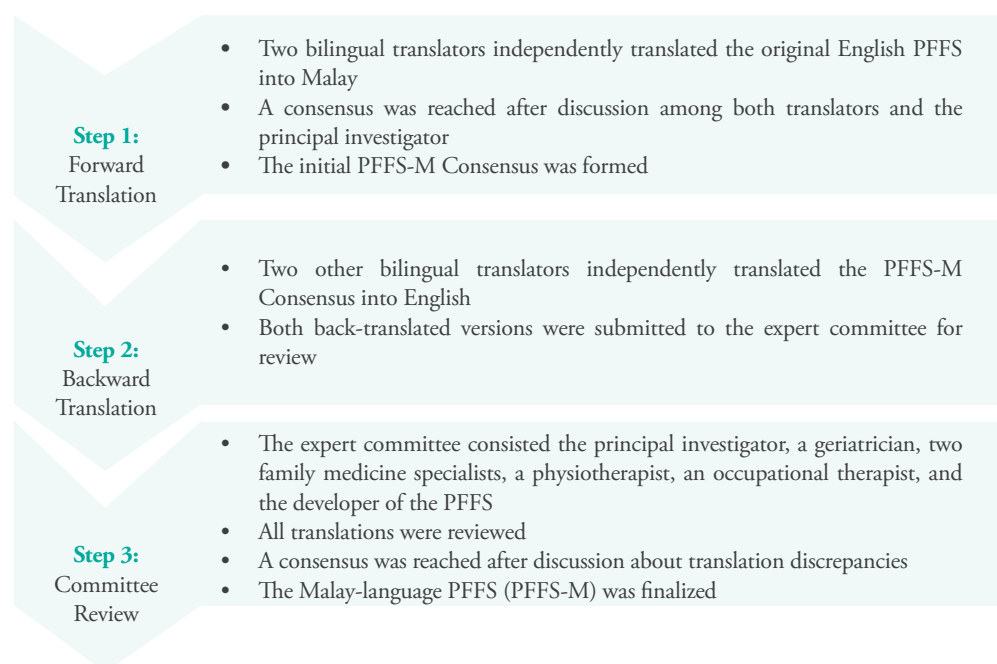 • Two bilingual translators independently translated the original English PFFS
into Malay
• A consensus was reached after discussion among both translators and the
principal investigator
• The initial PFFS-M Consensus was formed
Step 1:
Forward
Translation
• Two other bilingual translators independently translated the PFFS-M
Consensus into English
• Both back-translated versions were submitted to the expert committee for
review
Step 2:
Backward
Translation
• The expert committee consisted the principal investigator, a geriatrician, two
family medicine specialists, a physiotherapist, an occupational therapist, and
the developer of the PFFS
• All translations were reviewed
• A consensus was reached after discussion about translation discrepancies
• The Malay-language PFFS (PFFS-M) was finalized
Step 3:
Committee
Review